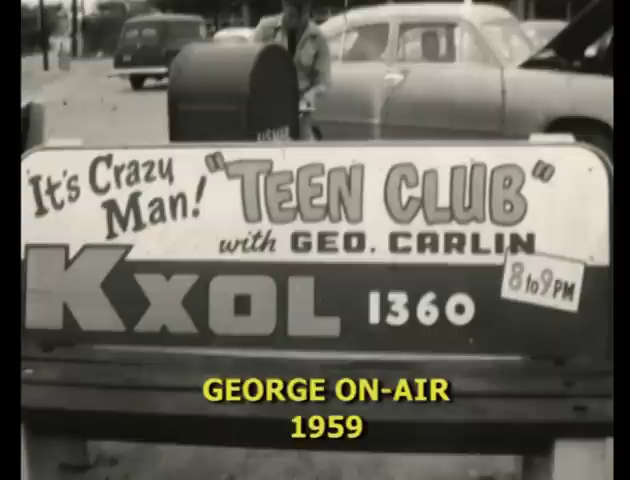 It's Crazy Man! "TEEN CLUB"
with GEO. CARLIN
KXOL 1360
8 to 9 PM
GEORGE ON-AIR
1959